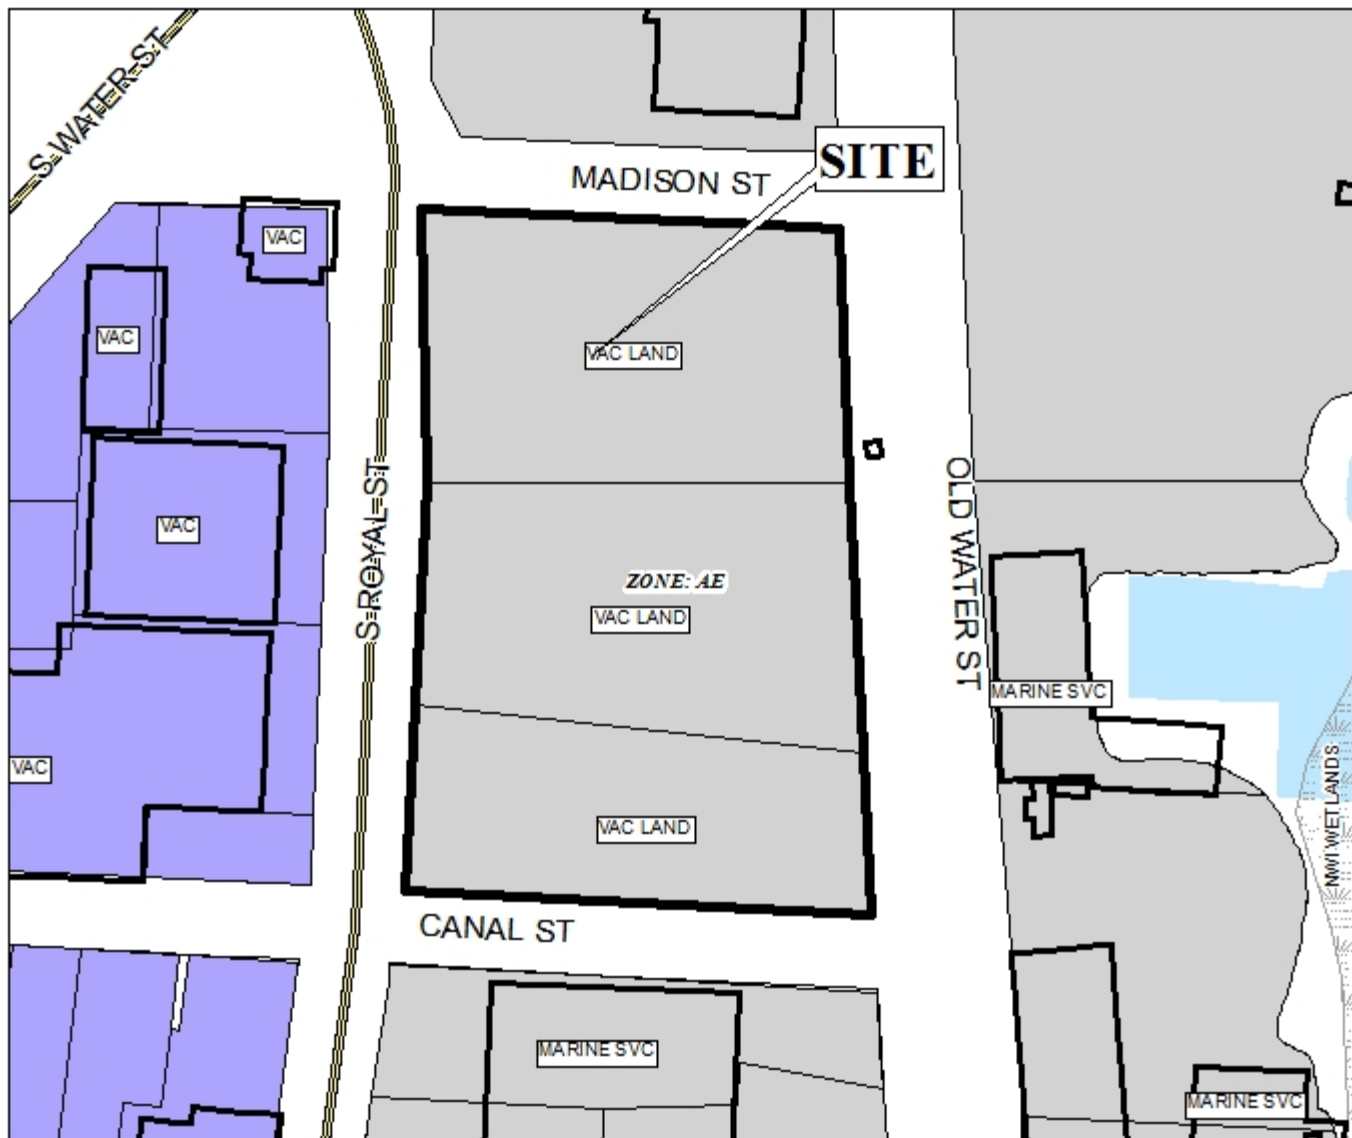 S WATER ST
MADISON ST
SITE
VAC
VAC
VAC LAND
S ROYAL ST
OLD WATER ST
VAC
ZONE: AE
VAC LAND
MARINE SVC
VAC
NWI WETLANDS
VAC LAND
CANAL ST
MARINE SVC
MARINE SVC